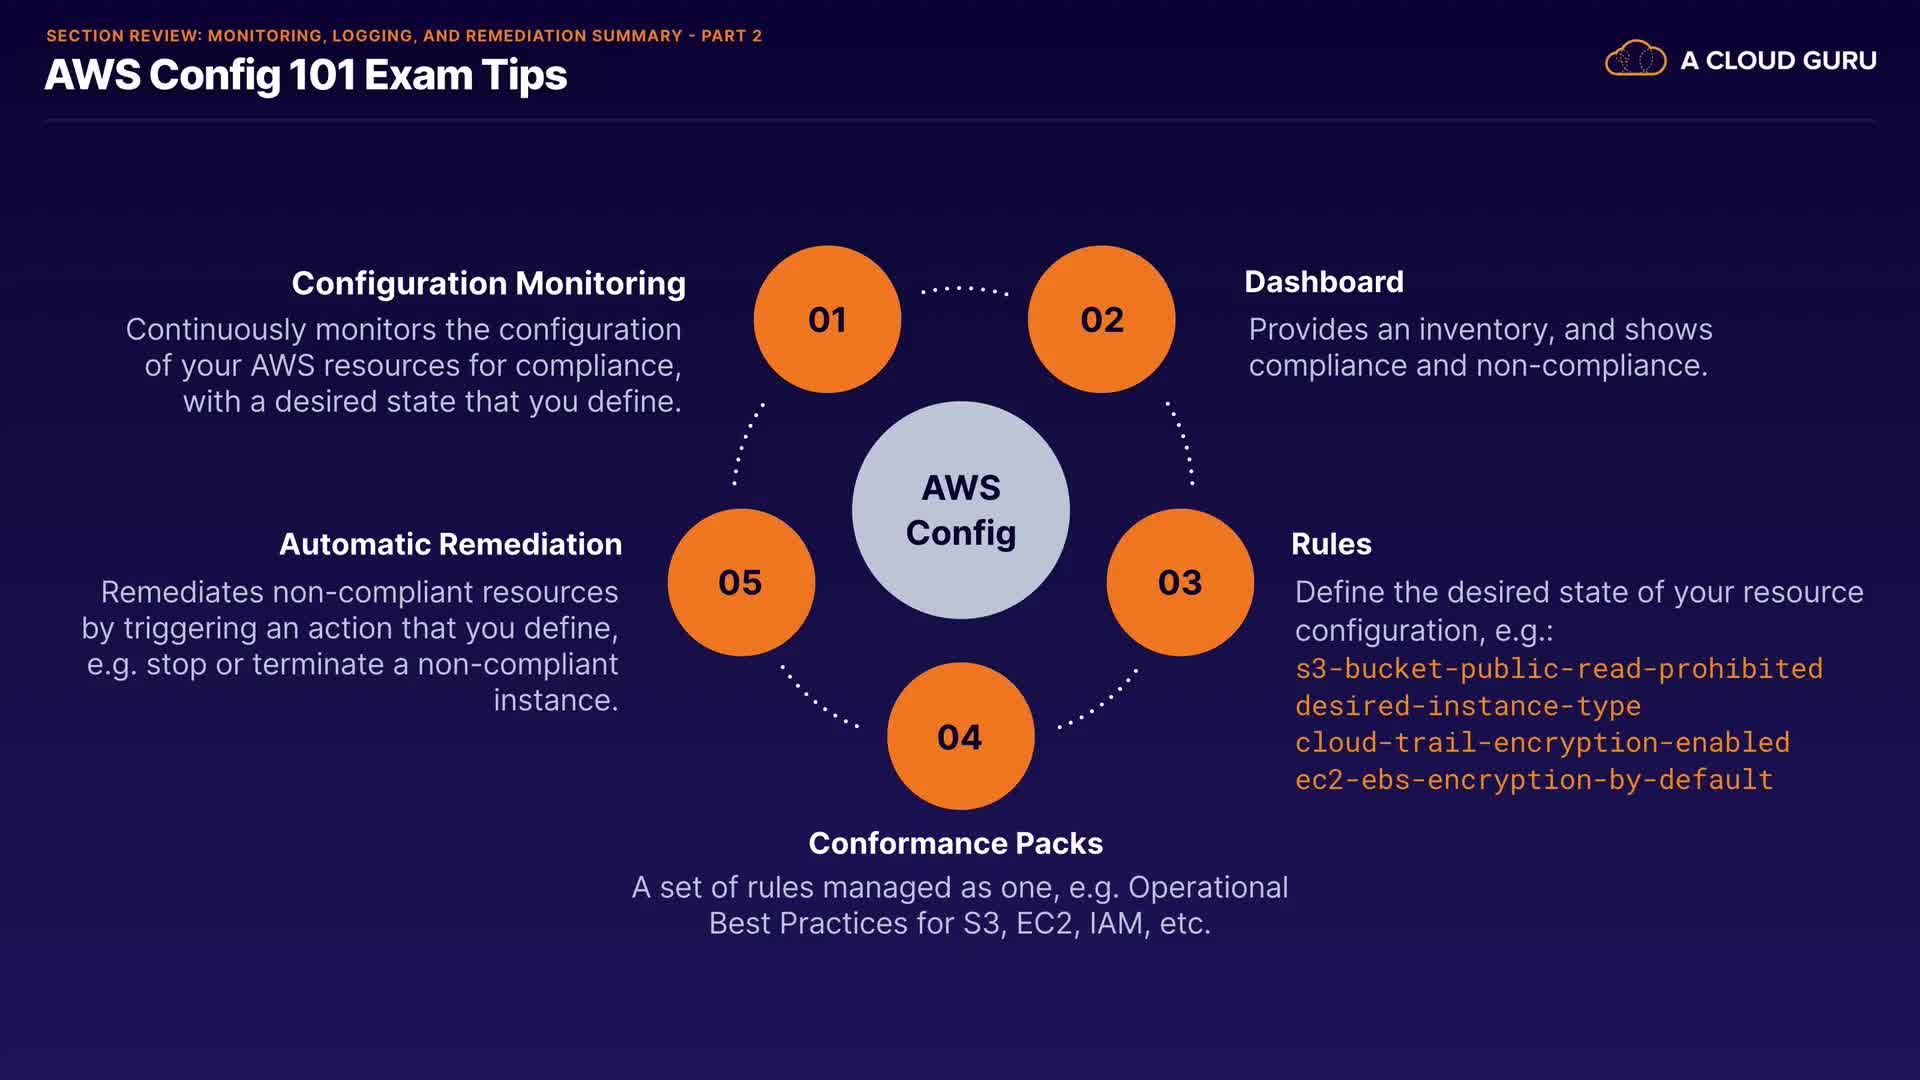 SECTION REVIEW: MONITORING, LOGGING, AND REMEDIATION SUMMARY - PART 2
AWS Config 101 Exam Tips
A CLOUD GURU
01
Configuration Monitoring
Continuously monitors the configuration
of your AWS resources for compliance,
with a desired state that you define.
02
Dashboard
Provides an inventory, and shows
compliance and non-compliance.
AWS
Config
03
Rules
Define the desired state of your resource
configuration, e.g.:
s3-bucket-public-read-prohibited
desired-instance-type
cloud-trail-encryption-enabled
ec2-ebs-encryption-by-default
04
Conformance Packs
A set of rules managed as one, e.g. Operational
Best Practices for S3, EC2, IAM, etc.
05
Automatic Remediation
Remediates non-compliant resources
by triggering an action that you define,
e.g. stop or terminate a non-compliant
instance.